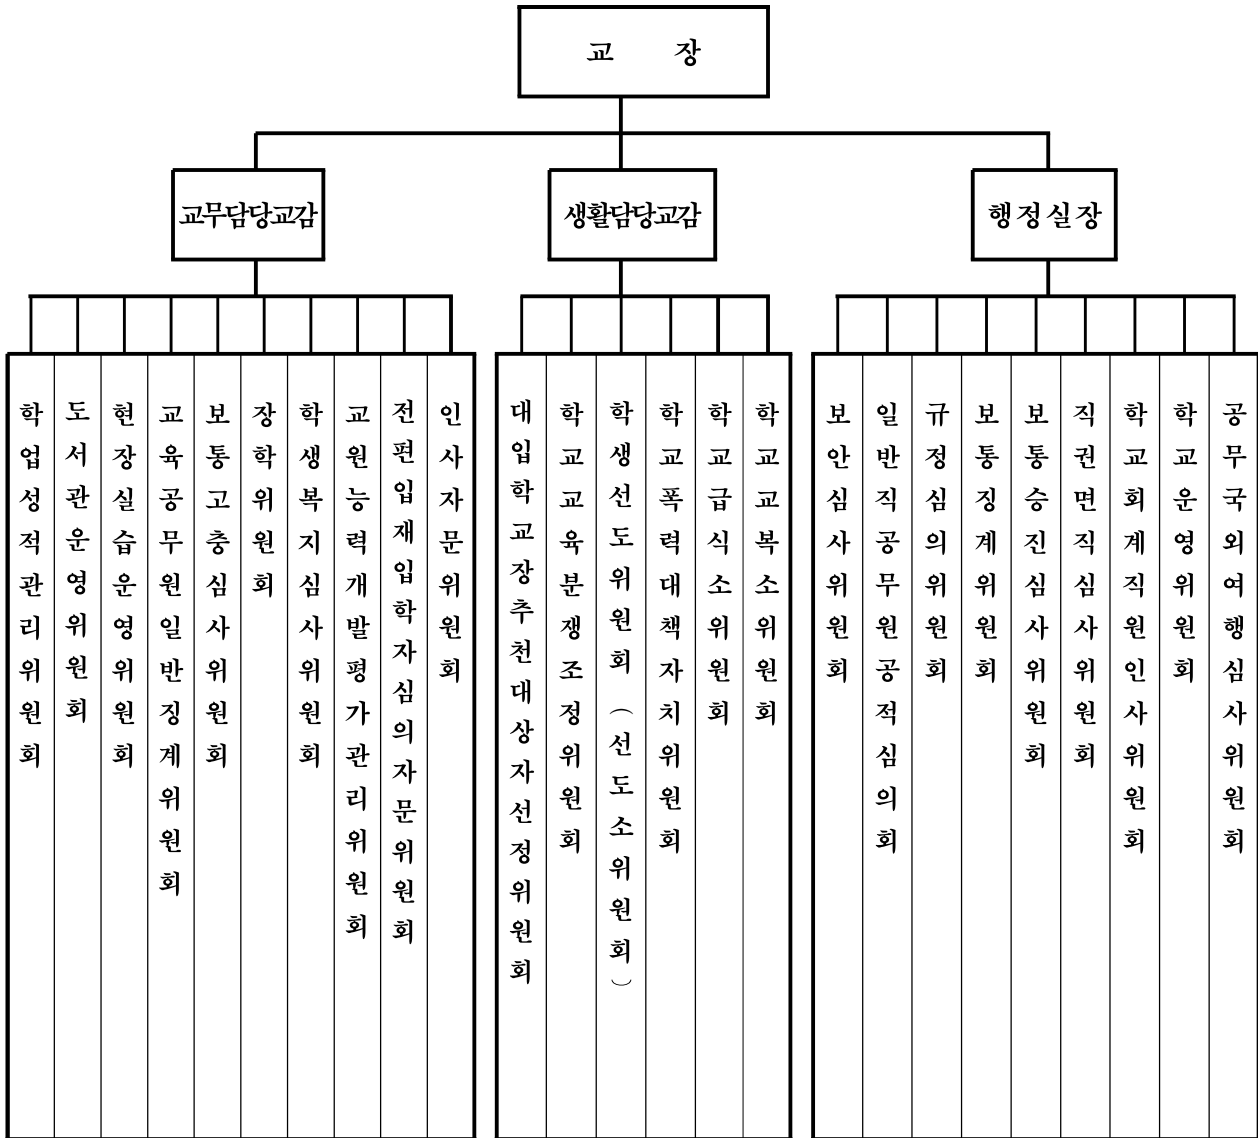 교 장
교무담당교감
생활담당교감
행정실장
학업성적관리위원회
도서관운영위원회
현장실습운영위원회
교육공무원일반징계위원회
보통고충심사위원회
장학위원회
학생복지심사위원회
교원능력개발평가관리위원회
전편입재입학자심의자문위원회
인사자문위원회
대입학교장추천대상자선정위원회
학교교육분쟁조정위원회
학생선도위원회(선도소위원회)
학교폭력대책자치위원회
학교급식소위원회
학교교복소위원회
보안심사위원회
일반직공무원공적심의회
규정심의위원회
보통징계위원회
보통승진심사위원회
직권면직심사위원회
학교회계직원인사위원회
학교운영위원회
공무국외여행심사위원회